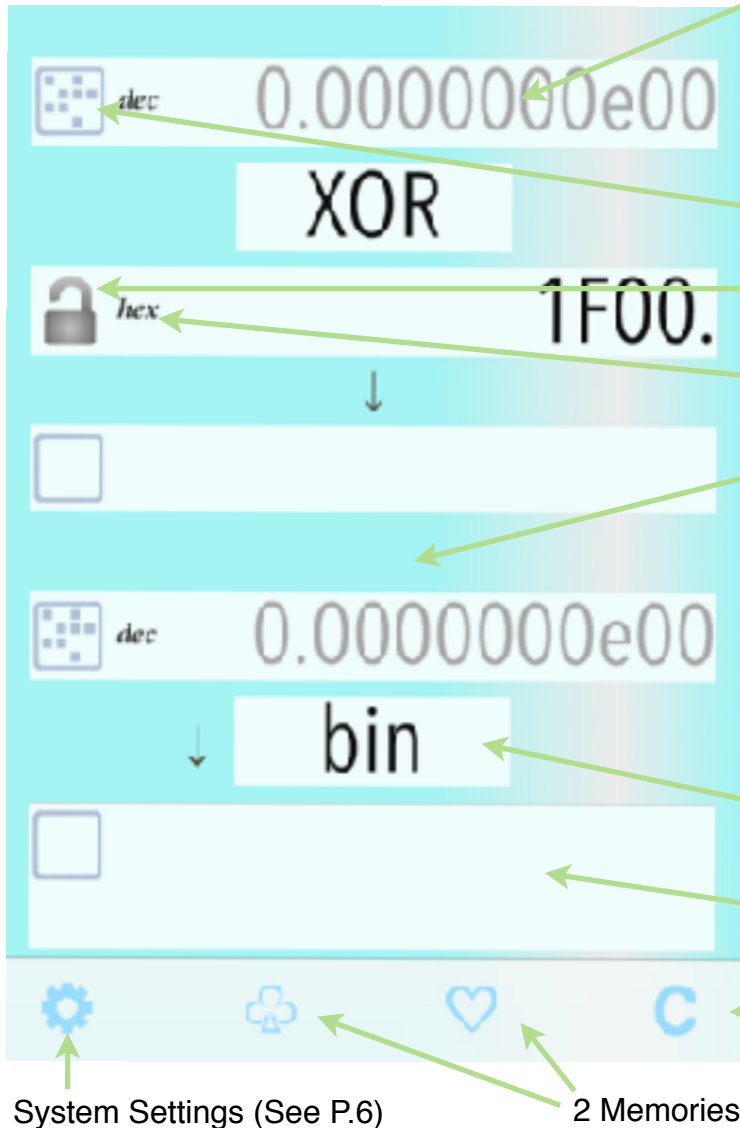 dec 0.0000000e00
XOR
hex 1F00.
↓
dec 0.0000000e00
↓ bin
C
System Settings (See P.6) 2 Memories